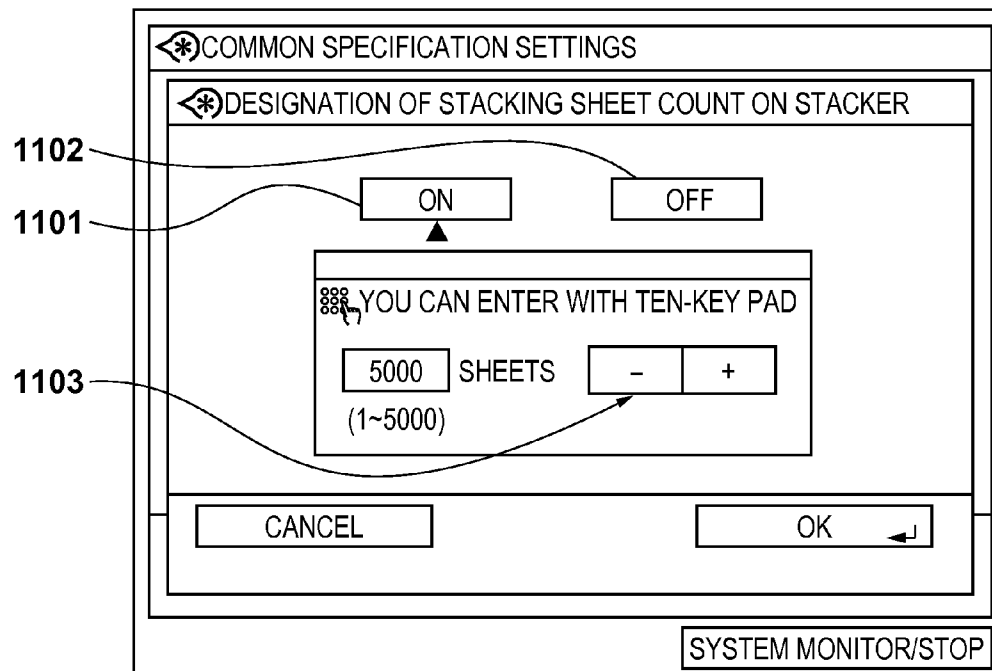 COMMON SPECIFICATION SETTINGS
DESIGNATION OF STACKING SHEET COUNT ON STACKER
1102
1101
ON OFF
YOU CAN ENTER WITH TEN-KEY PAD
1103
5000 SHEETS - +
(1~5000)
CANCEL OK
SYSTEM MONITOR/STOP